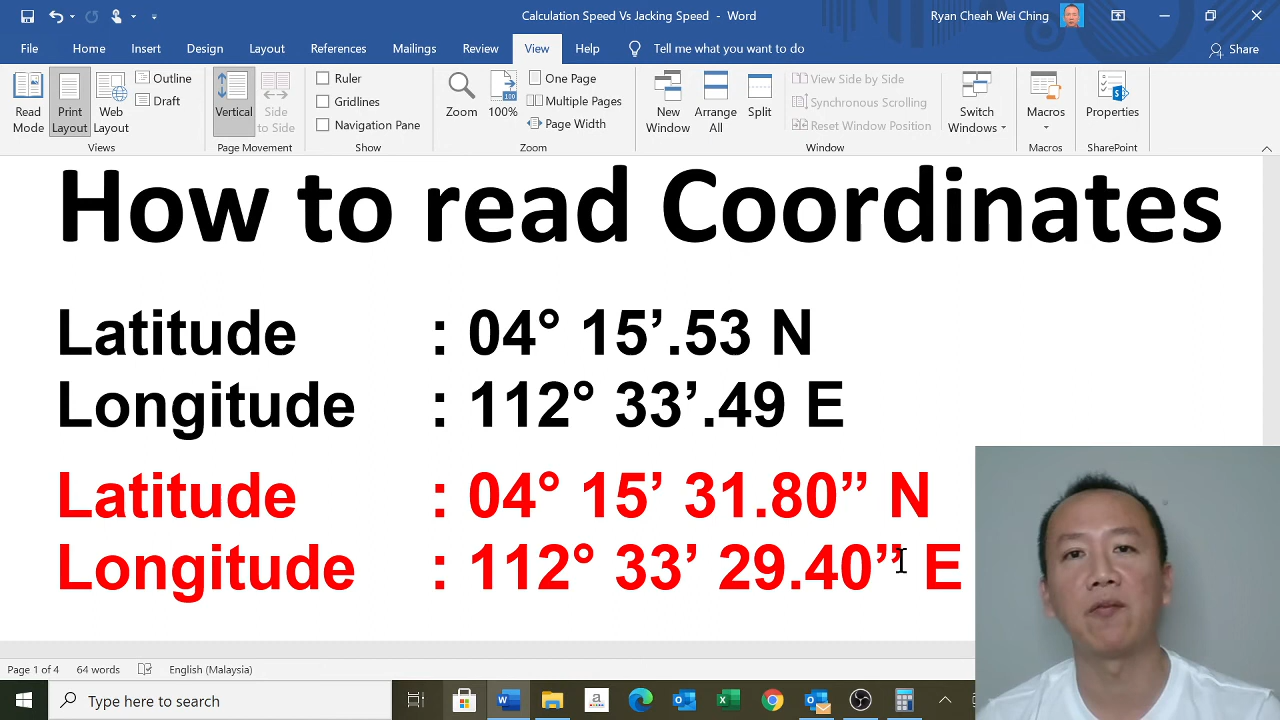 Calculation Speed Vs Jacking Speed - Word
Ryan Cheah Wei Ching
File Home Insert Design Layout References Mailings Review View Help Tell me what you want to do Share
Read Mode
Print Layout
Web Layout
Outline
Draft
Views
Vertical
Side to Side
Page Movement
Ruler
Gridlines
Navigation Pane
Show
Zoom
100
100%
One Page
Multiple Pages
Page Width
Zoom
New Window
Arrange All
Split
View Side by Side
Synchronous Scrolling
Reset Window Position
Switch Windows
Window
Macros
Macros
Properties
SharePoint
How to read Coordinates
Latitude : 04° 15’.53 N
Longitude : 112° 33’.49 E
Latitude : 04° 15’ 31.80” N
Longitude : 112° 33’ 29.40” E
Page 1 of 4 64 words English (Malaysia)
Type here to search